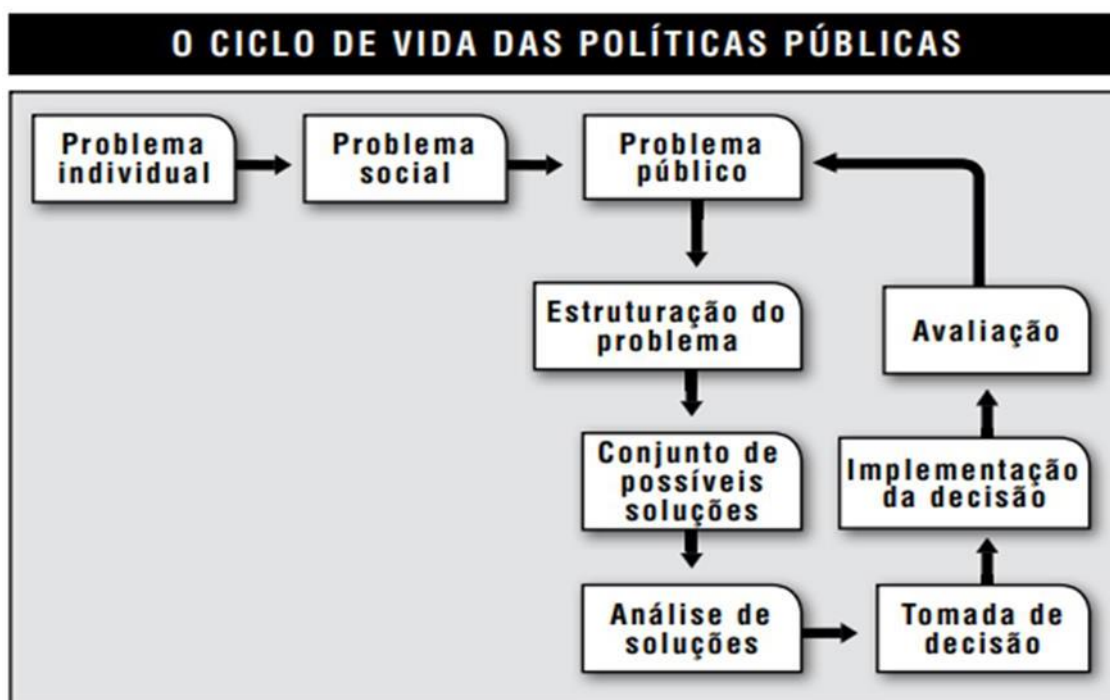 O CICLO DE VIDA DAS POLÍTICAS PÚBLICAS
Problema
individual
Problema
social
Problema
público
Estruturação do
problema
Avaliação
Conjunto de
possíveis
soluções
Implementação
da decisão
Análise de
soluções
Tomada de
decisão